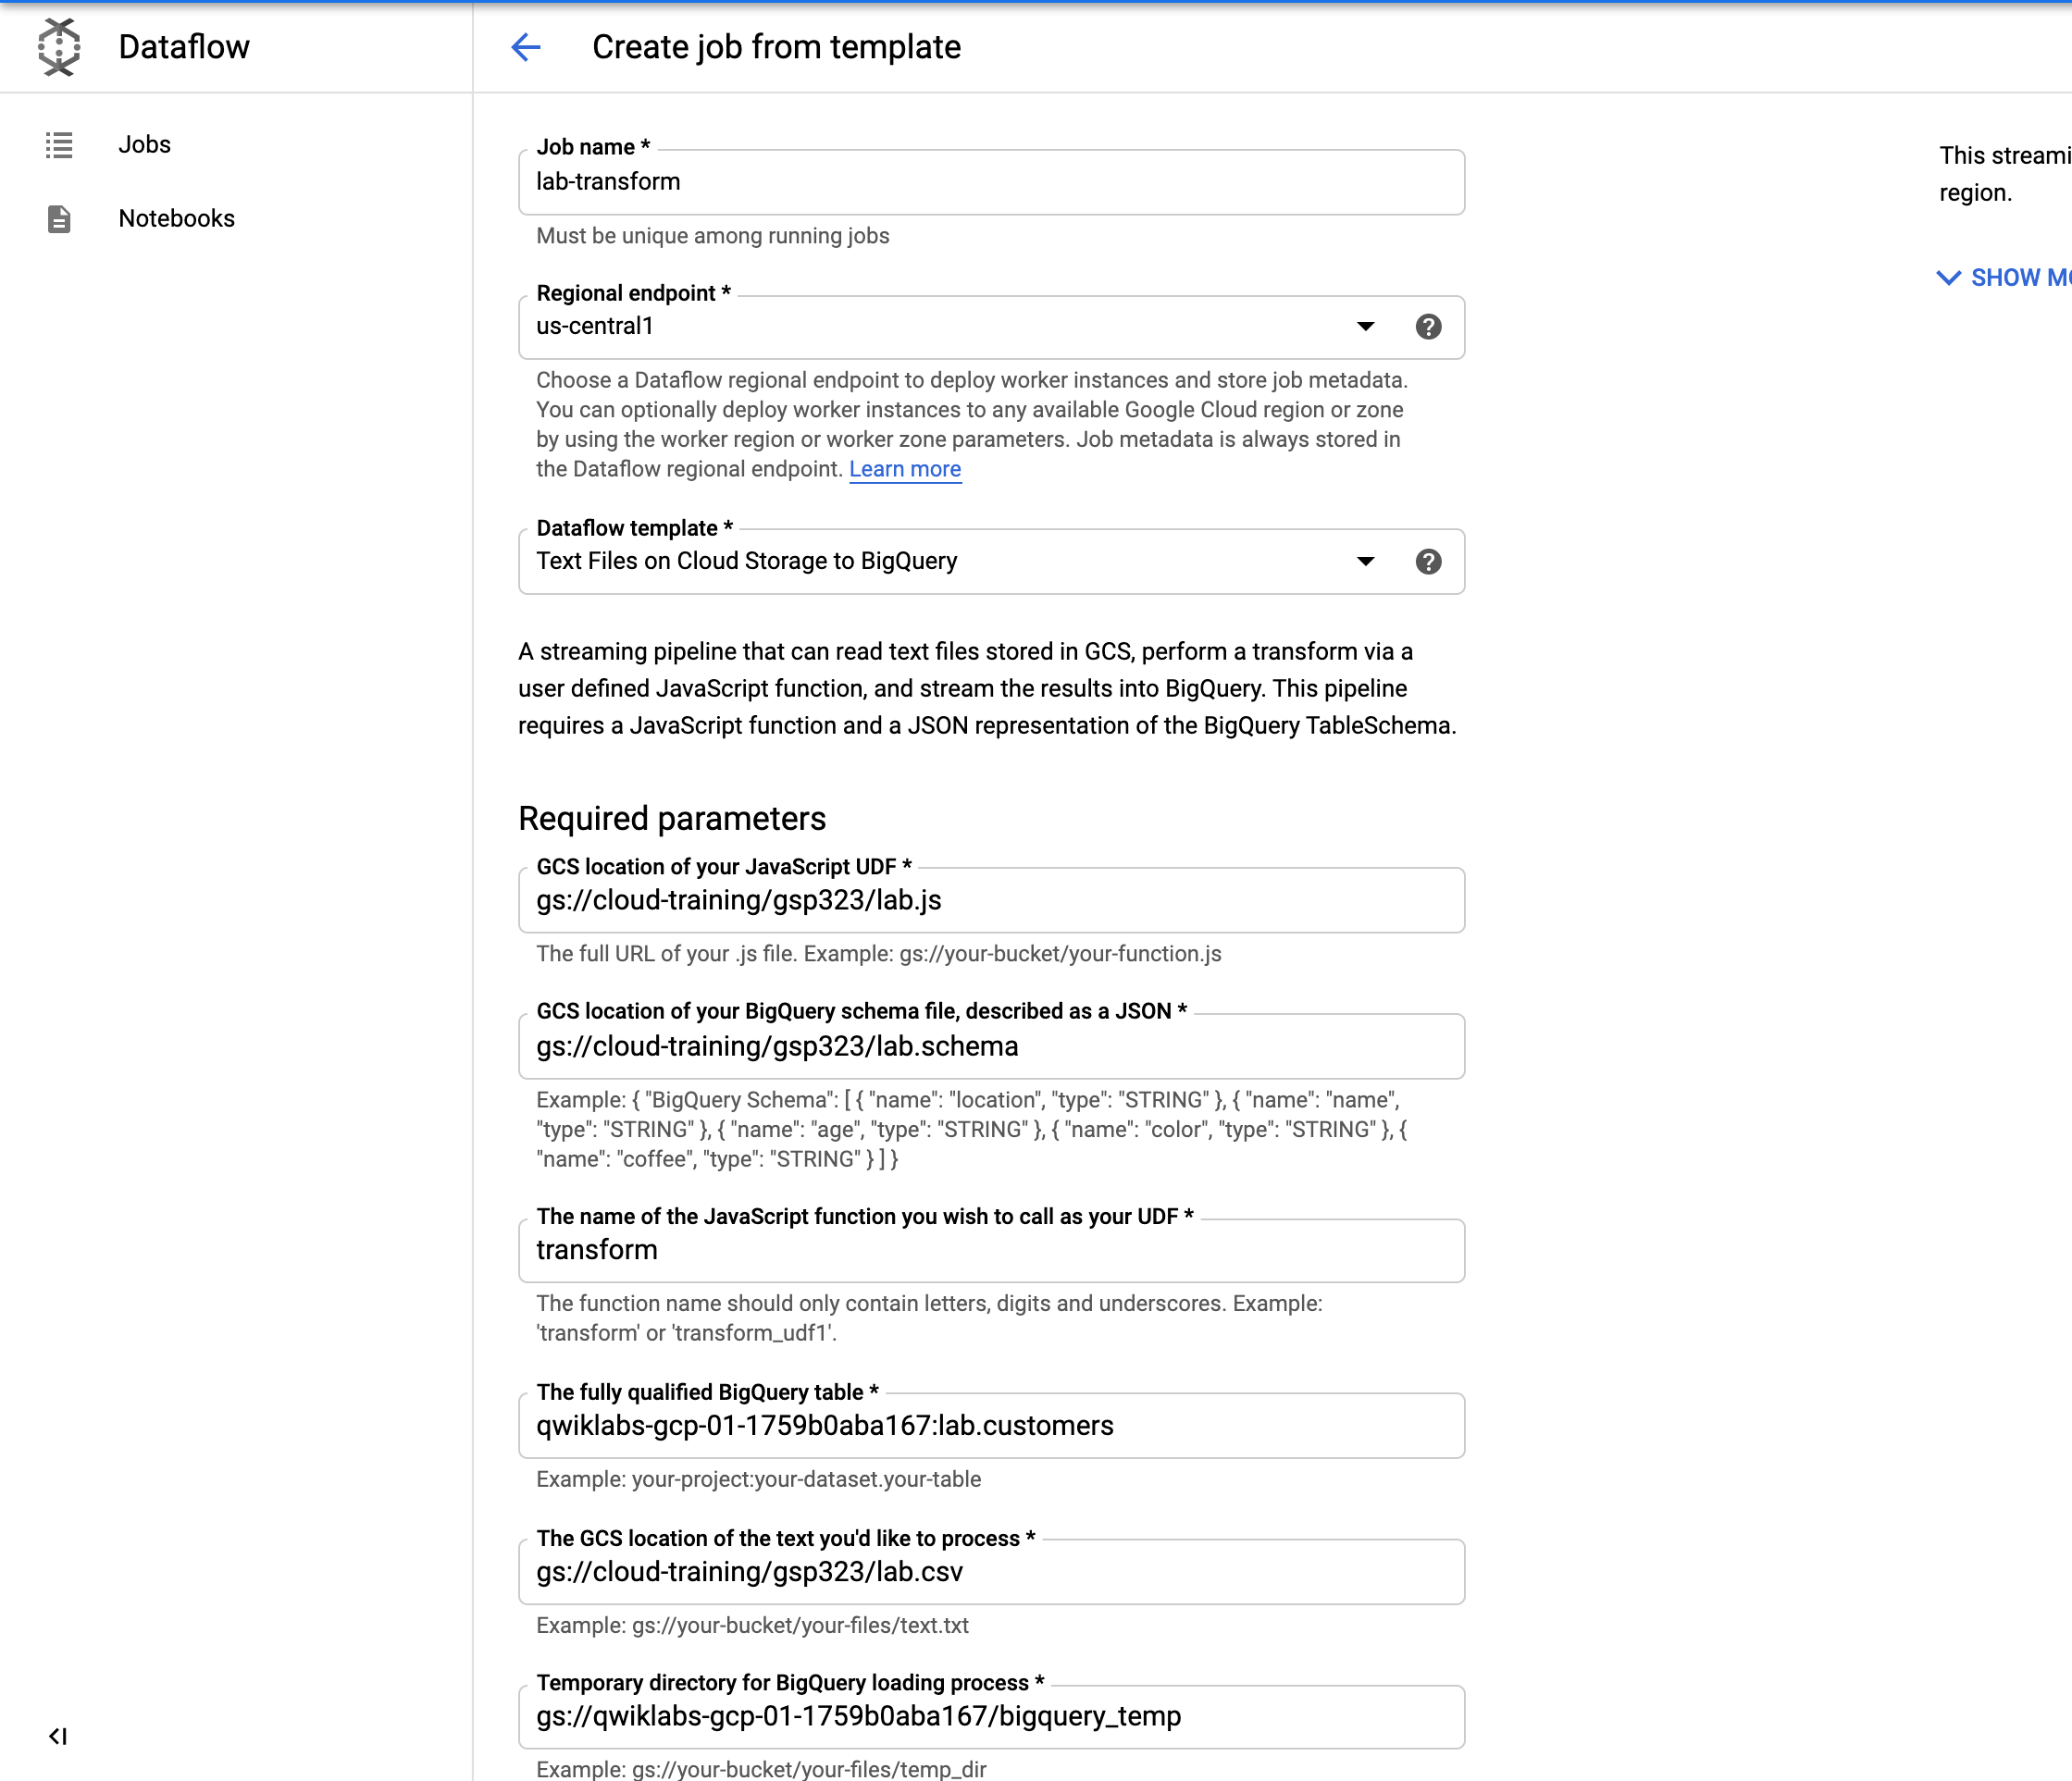 Dataflow
Create job from template
Jobs
Notebooks
Job name *
lab-transform
Must be unique among running jobs
Regional endpoint *
us-central1
Choose a Dataflow regional endpoint to deploy worker instances and store job metadata.
You can optionally deploy worker instances to any available Google Cloud region or zone
by using the worker region or worker zone parameters. Job metadata is always stored in
the Dataflow regional endpoint. Learn more
Dataflow template *
Text Files on Cloud Storage to BigQuery
A streaming pipeline that can read text files stored in GCS, perform a transform via a
user defined JavaScript function, and stream the results into BigQuery. This pipeline
requires a JavaScript function and a JSON representation of the BigQuery TableSchema.
Required parameters
GCS location of your JavaScript UDF *
gs://cloud-training/gsp323/lab.js
The full URL of your .js file. Example: gs://your-bucket/your-function.js
GCS location of your BigQuery schema file, described as a JSON *
gs://cloud-training/gsp323/lab.schema
Example: { "BigQuery Schema": [ { "name": "location", "type": "STRING" }, { "name": "name",
"type": "STRING" }, { "name": "age", "type": "STRING" }, { "name": "color", "type": "STRING" }, {
"name": "coffee", "type": "STRING" } ] }
The name of the JavaScript function you wish to call as your UDF *
transform
The function name should only contain letters, digits and underscores. Example:
'transform' or 'transform_udf1'.
The fully qualified BigQuery table *
qwiklabs-gcp-01-1759b0aba167:lab.customers
Example: your-project:your-dataset.your-table
The GCS location of the text you'd like to process *
gs://cloud-training/gsp323/lab.csv
Example: gs://your-bucket/your-files/text.txt
Temporary directory for BigQuery loading process *
gs://qwiklabs-gcp-01-1759b0aba167/bigquery_temp
Example: gs://your-bucket/your-files/temp_dir
This streami
region.
SHOW MO